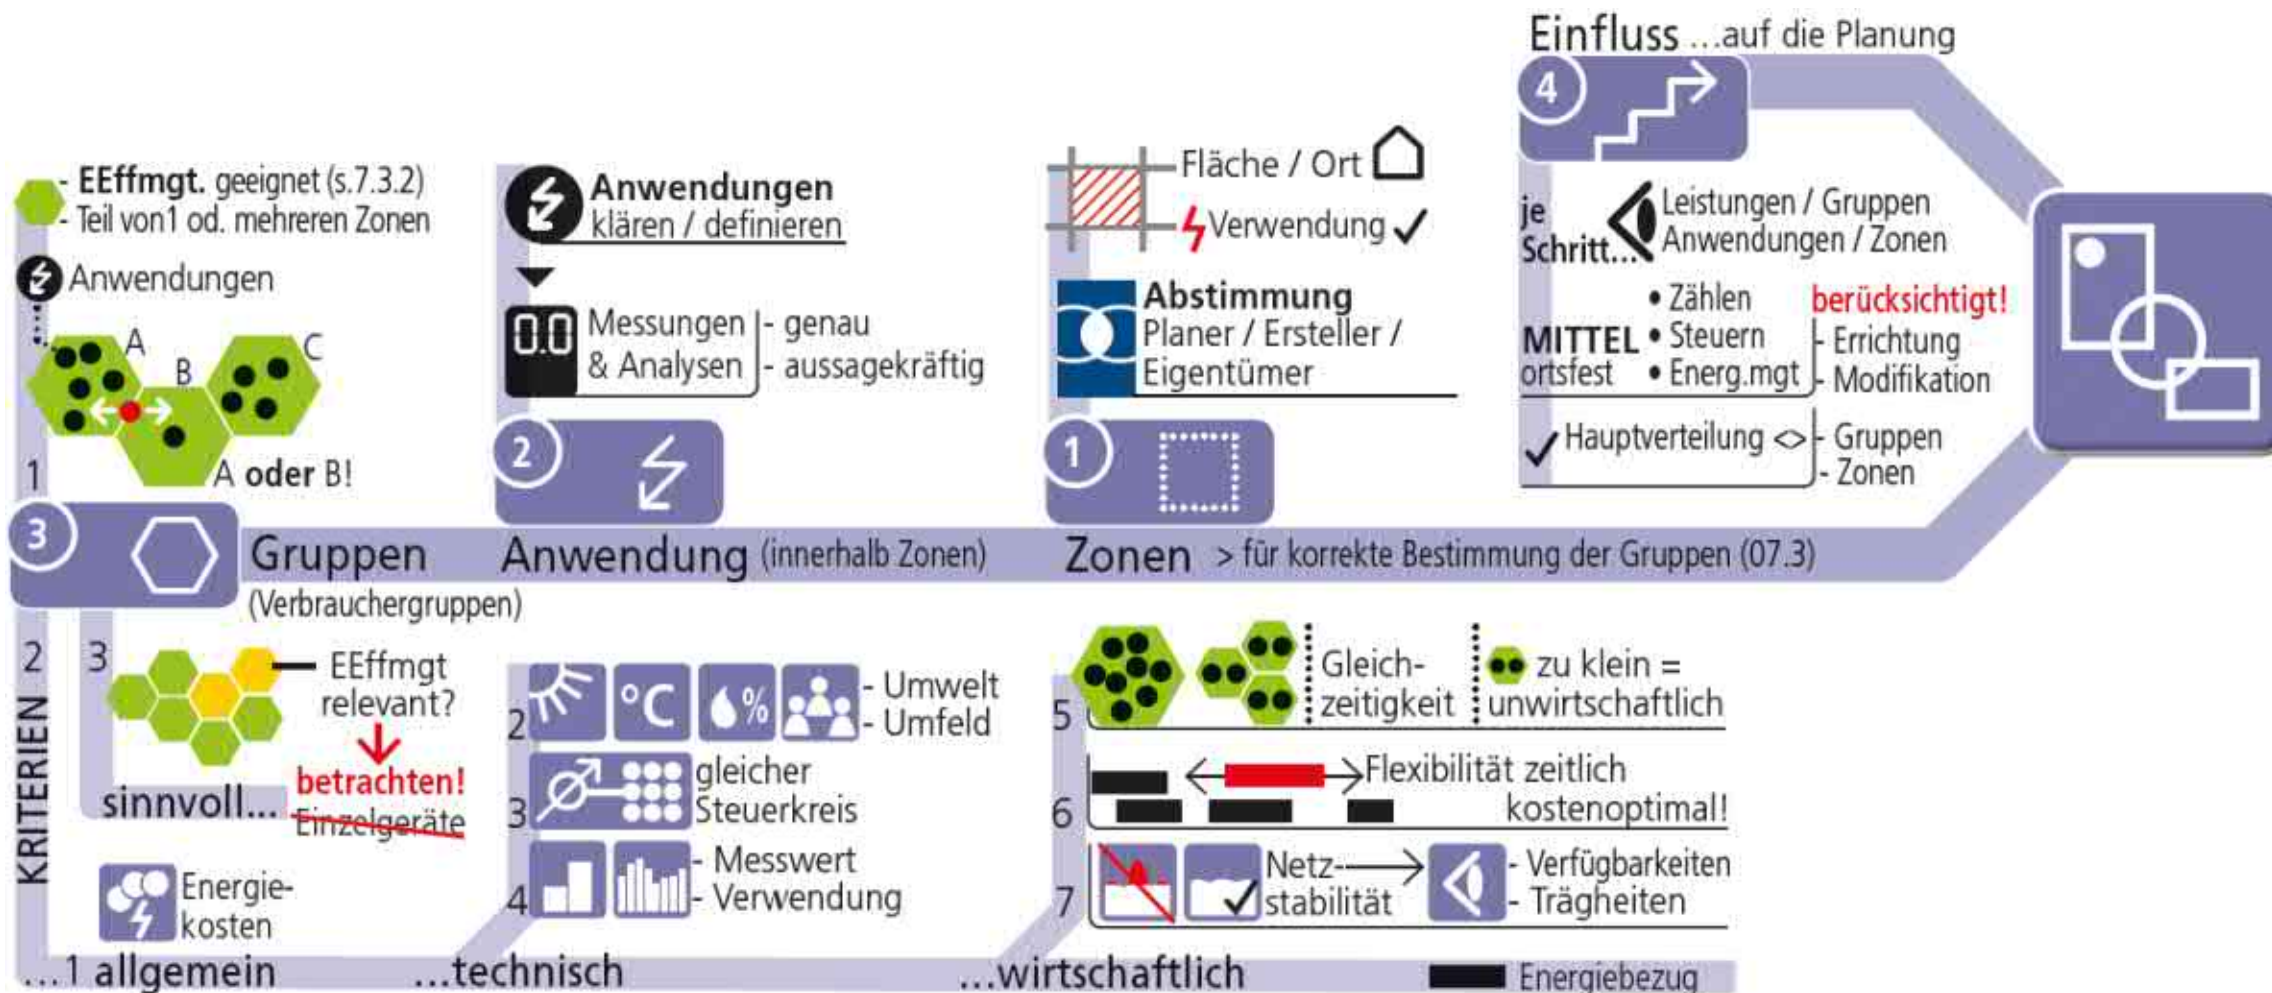 Einfluss ...auf die Planung
4
je
Schritt...
Leistungen / Gruppen
Anwendungen / Zonen
MITTEL
ortsfest
• Zählen
• Steuern
• Energ.mgt
berücksichtigt!
- Errichtung
- Modifikation
Hauptverteilung <>
- Gruppen
- Zonen
Fläche / Ort
Verwendung
Abstimmung
Planer / Ersteller /
Eigentümer
1
Zonen > für korrekte Bestimmung der Gruppen (07.3)
Anwendungen
klären / definieren
0.0
Messungen
& Analysen
- genau
- aussagekräftig
2
Anwendung (innerhalb Zonen)
- EEffmgt. geeignet (s.7.3.2)
- Teil von1 od. mehreren Zonen
Anwendungen
A
B
C
A oder B!
1
3
Gruppen
(Verbrauchergruppen)
KRITERIEN
2
3
EEffmgt
relevant?
betrachten!
Einzelgeräte
sinnvoll...
Energie-
kosten
...1 allgemein
2
°C
%
- Umwelt
- Umfeld
3
gleicher
Steuerkreis
4
- Messwert
- Verwendung
...technisch
5
Gleich-
zeitigkeit
zu klein =
unwirtschaftlich
6
Flexibilität zeitlich
kostenoptimal!
7
Netz-
stabilität
- Verfügbarkeiten
- Trägheiten
...wirtschaftlich
Energiebezug